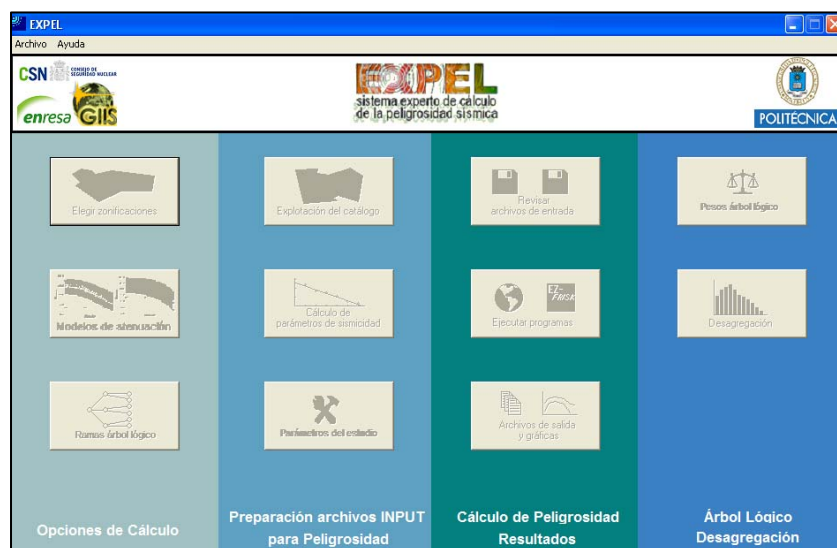 EXPEL
Archivo Ayuda
CSN
CONSEJO DE
SEGURIDAD NUCLEAR
enresa
GIIS
EXPEL
sistema experto de cálculo
de la peligrosidad sísmica
POLITÉCNICA
Elegir zonificaciones
Explotación del catálogo
Revisar
archivos de entrada
Pesos árbol lógico
Modelos de atenuación
Cálculo de
parámetros de sismicidad
EZ-
FRISK
Ejecutar programas
Desagregación
Ramas árbol lógico
Parámetros del estudio
Archivos de salida
y gráficas
Opciones de Cálculo
Preparación archivos INPUT
para Peligrosidad
Cálculo de Peligrosidad
Resultados
Árbol Lógico
Desagregación